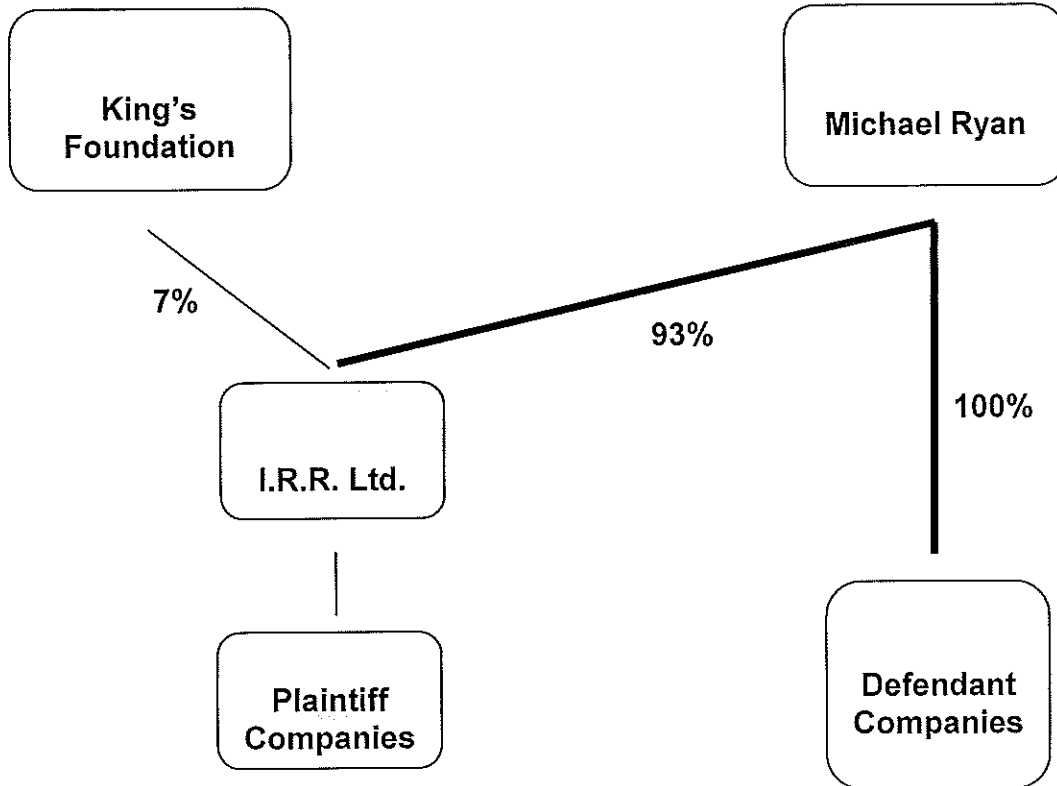 King's
Foundation
Michael Ryan
7%
93%
100%
I.R.R. Ltd.
Plaintiff
Companies
Defendant
Companies